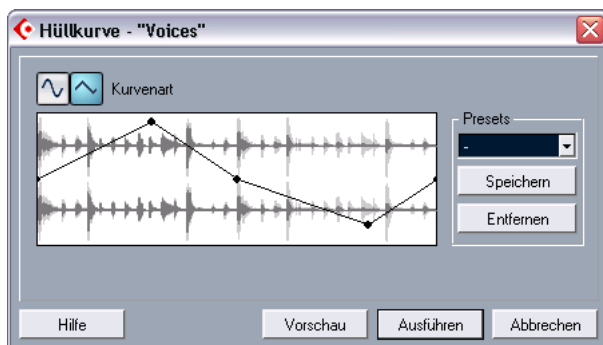 Hüllkurve - "Voices"
Kurvenart
Presets
-
Speichern
Entfernen
Hilfe
Vorschau
Ausführen
Abbrechen